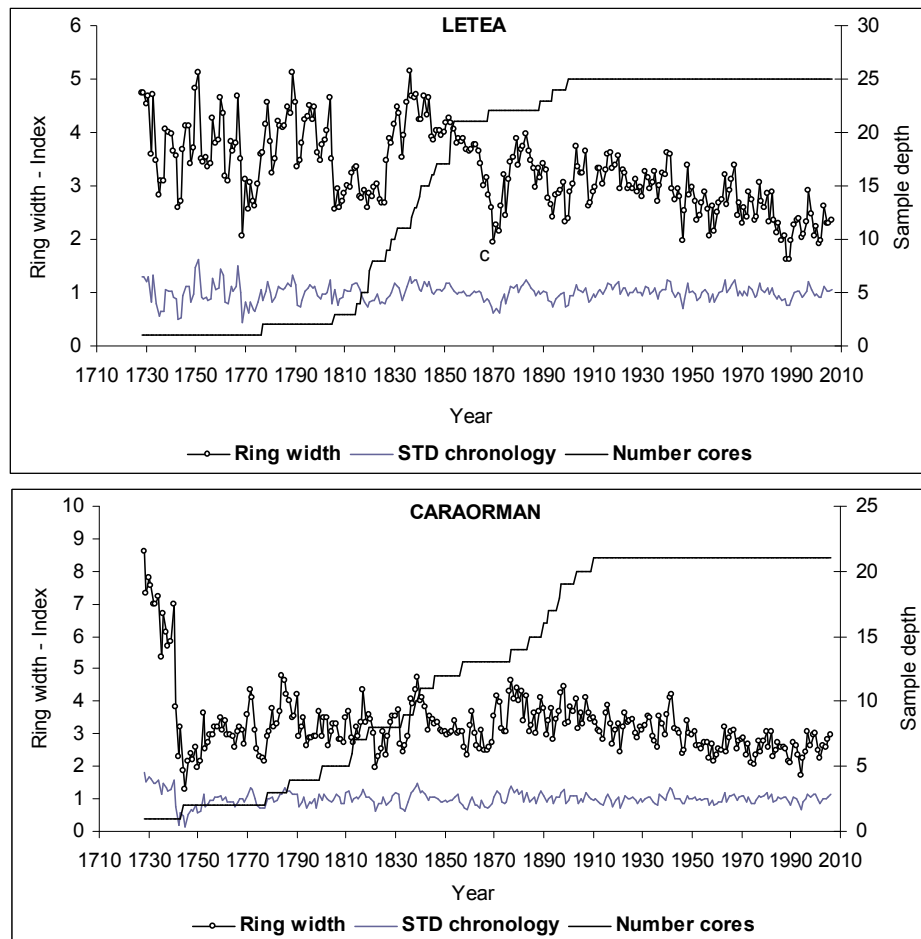 LETEA
6
5
4
3
2
1
0
Ring width - Index
30
25
20
15
10
5
0
Sample depth
C
1710 1730 1750 1770 1790 1810 1830 1850 1870 1890 1910 1930 1950 1970 1990 2010
Year
Ring width STD chronology Number cores
CARAORMAN
10
9
8
7
6
5
4
3
2
1
0
Ring width - Index
25
20
15
10
5
0
Sample depth
1710 1730 1750 1770 1790 1810 1830 1850 1870 1890 1910 1930 1950 1970 1990 2010
Year
Ring width STD chronology Number cores